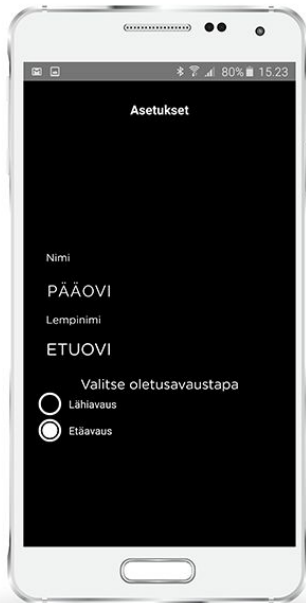 80% 15.23
Asetukset
Nimi
PÄÄOVI
Lempinimi
ETUOVI
Valitse oletusavaustapa
Lähiavaus
Etäavaus